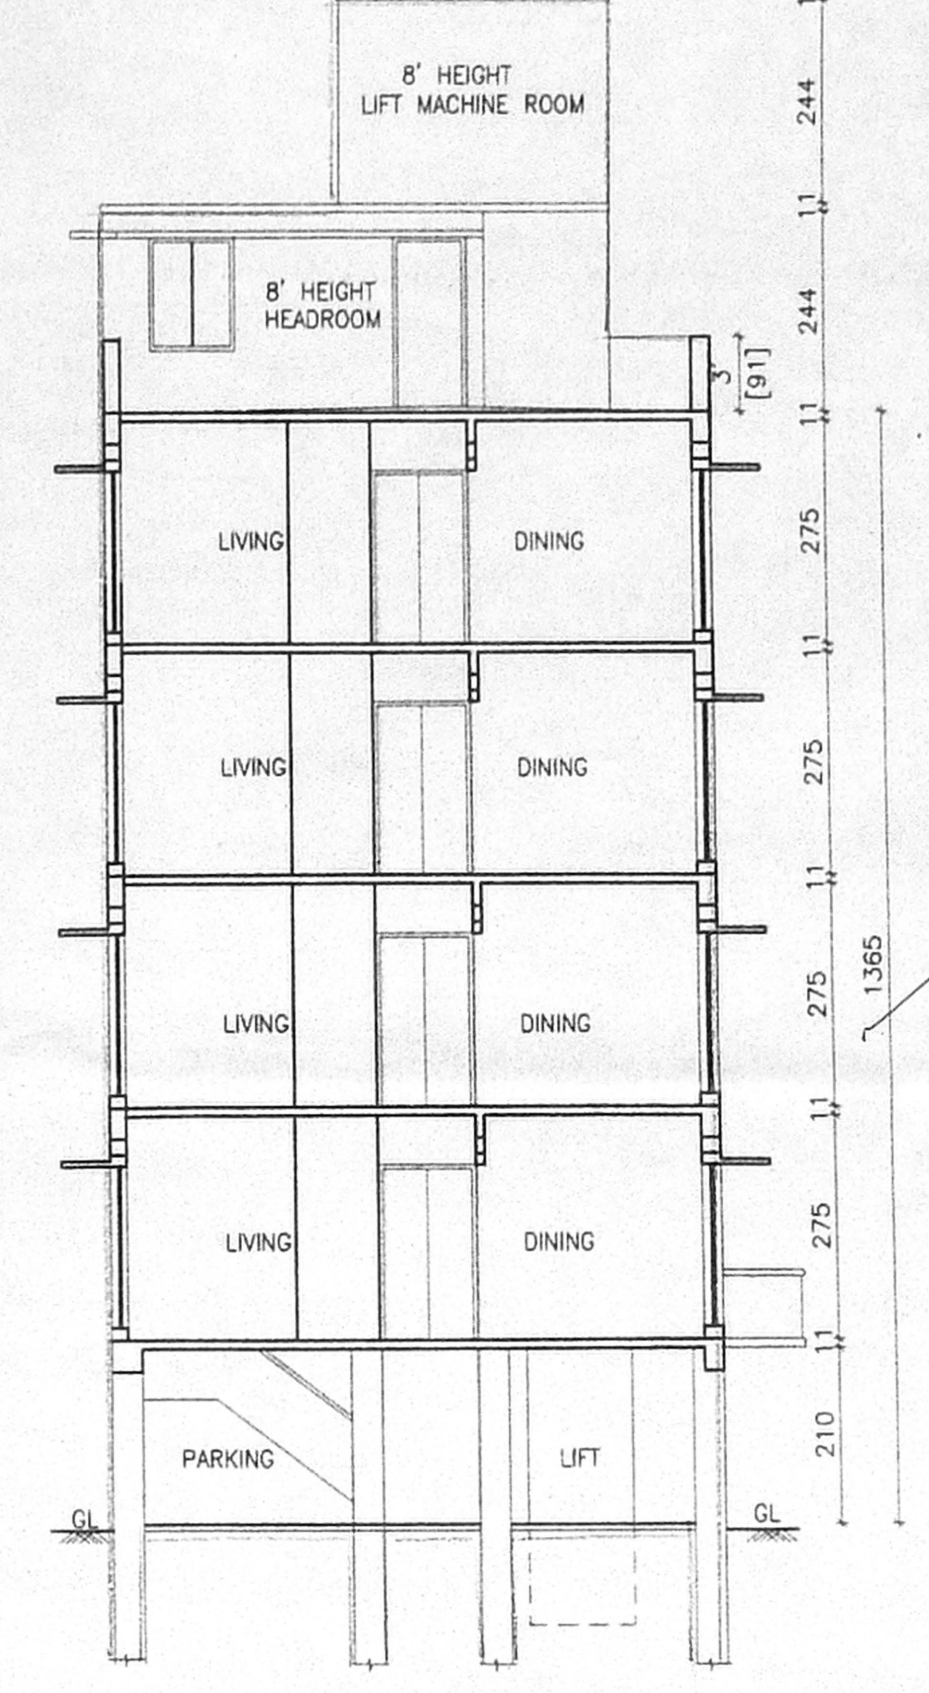 8' HEIGHT
LIFT MACHINE ROOM
244
11
8' HEIGHT
HEADROOM
244
3'
[91]
11
LIVING
DINING
275
11
LIVING
DINING
275
11
1365
LIVING
DINING
275
11
LIVING
DINING
275
11
PARKING
LIFT
210
GL
GL